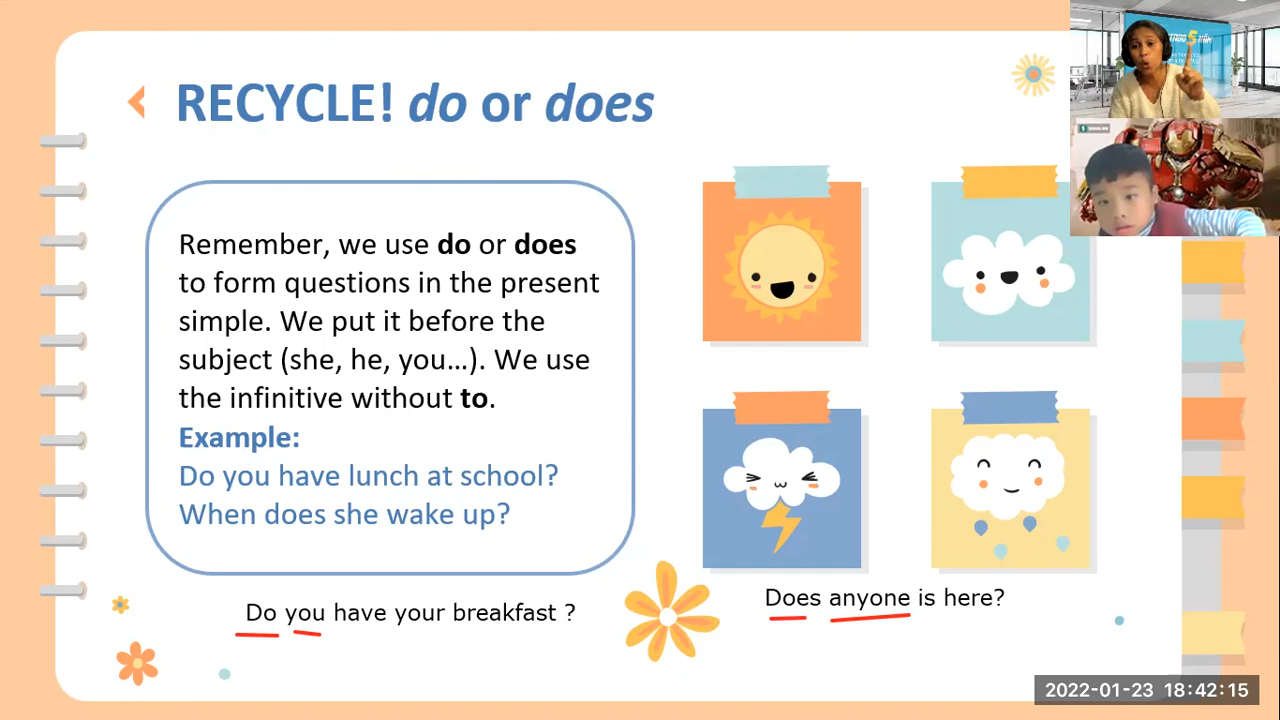 RECYCLE! do or does
Remember, we use do or does
to form questions in the present
simple. We put it before the
subject (she, he, you...). We use
the infinitive without to.
Example:
Do you have lunch at school?
When does she wake up?
Do you have your breakfast ?
Does anyone is here?
2022-01-23 18:42:15